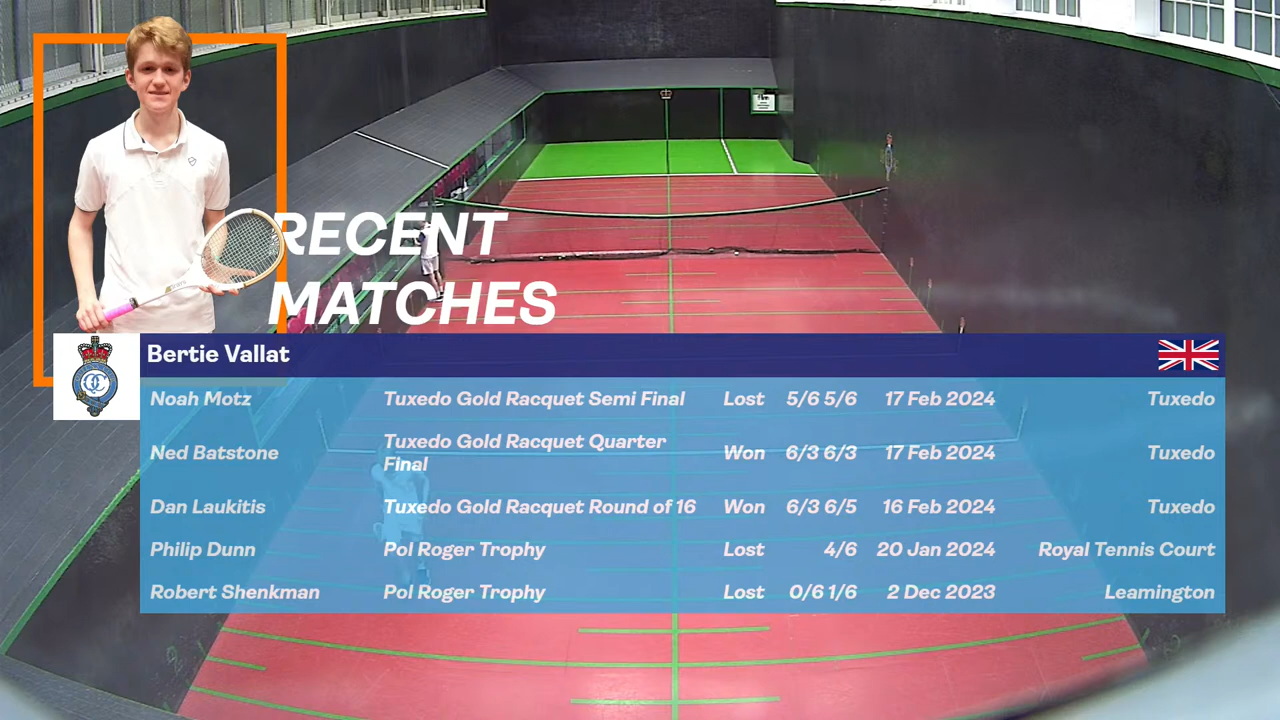 RECENT
MATCHES
Bertie Vallat
Noah Motz Tuxedo Gold Racquet Semi Final Lost 5/6 5/6 17 Feb 2024 Tuxedo
Ned Batstone Tuxedo Gold Racquet Quarter Final Won 6/3 6/3 17 Feb 2024 Tuxedo
Dan Laukitis Tuxedo Gold Racquet Round of 16 Won 6/3 6/5 16 Feb 2024 Tuxedo
Philip Dunn Pol Roger Trophy Lost 4/6 20 Jan 2024 Royal Tennis Court
Robert Shenkman Pol Roger Trophy Lost 0/6 1/6 2 Dec 2023 Leamington